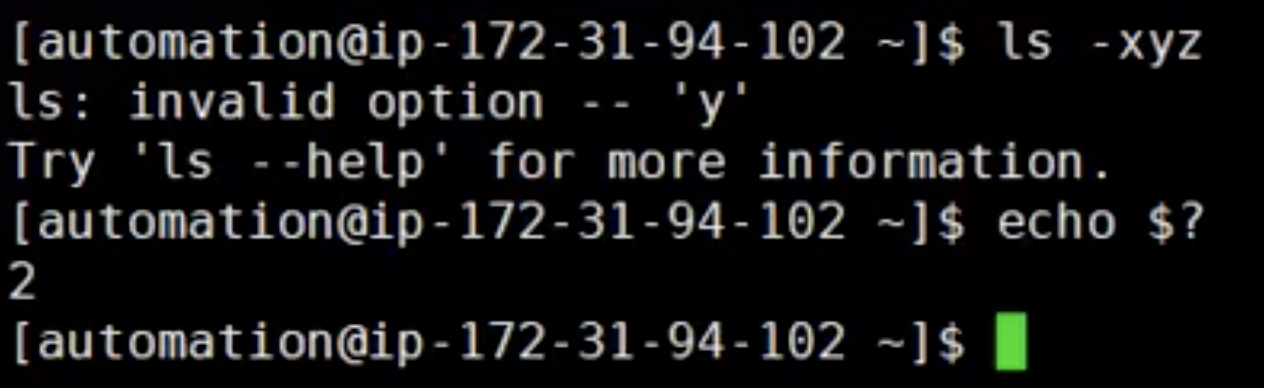 [automation@ip-172-31-94-102 ~]$ ls -xyz
ls: invalid option -- 'y'
Try 'ls --help' for more information.
[automation@ip-172-31-94-102 ~]$ echo $?
2
[automation@ip-172-31-94-102 ~]$